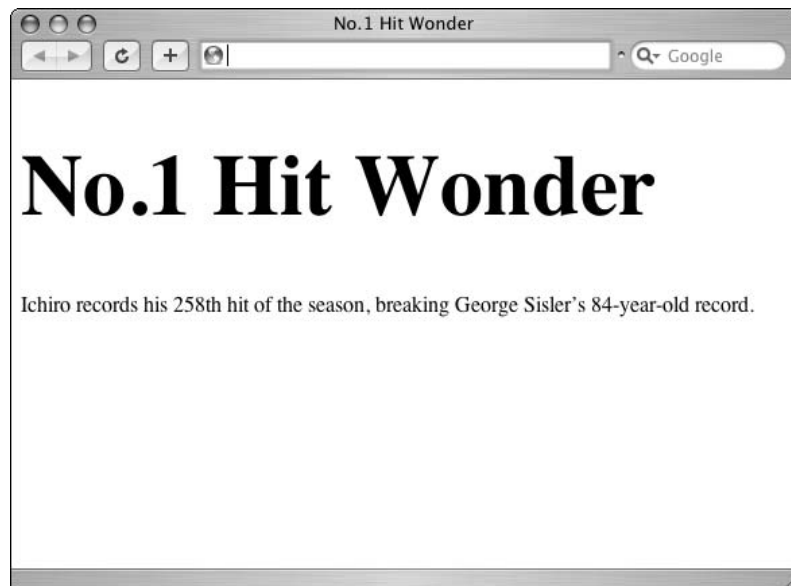 No.1 Hit Wonder
Google
No.1 Hit Wonder
Ichiro records his 258th hit of the season, breaking George Sisler’s 84-year-old record.